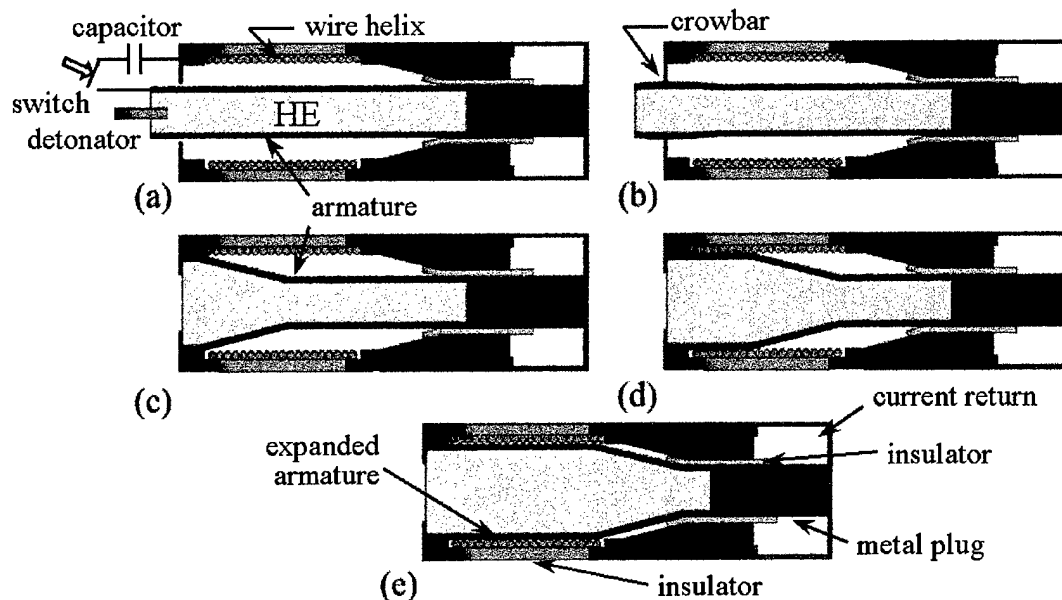 capacitor
wire helix
crowbar
switch
detonator
HE
(a)
(b)
armature
(c)
(d)
current return
expanded
armature
insulator
metal plug
(e)
insulator